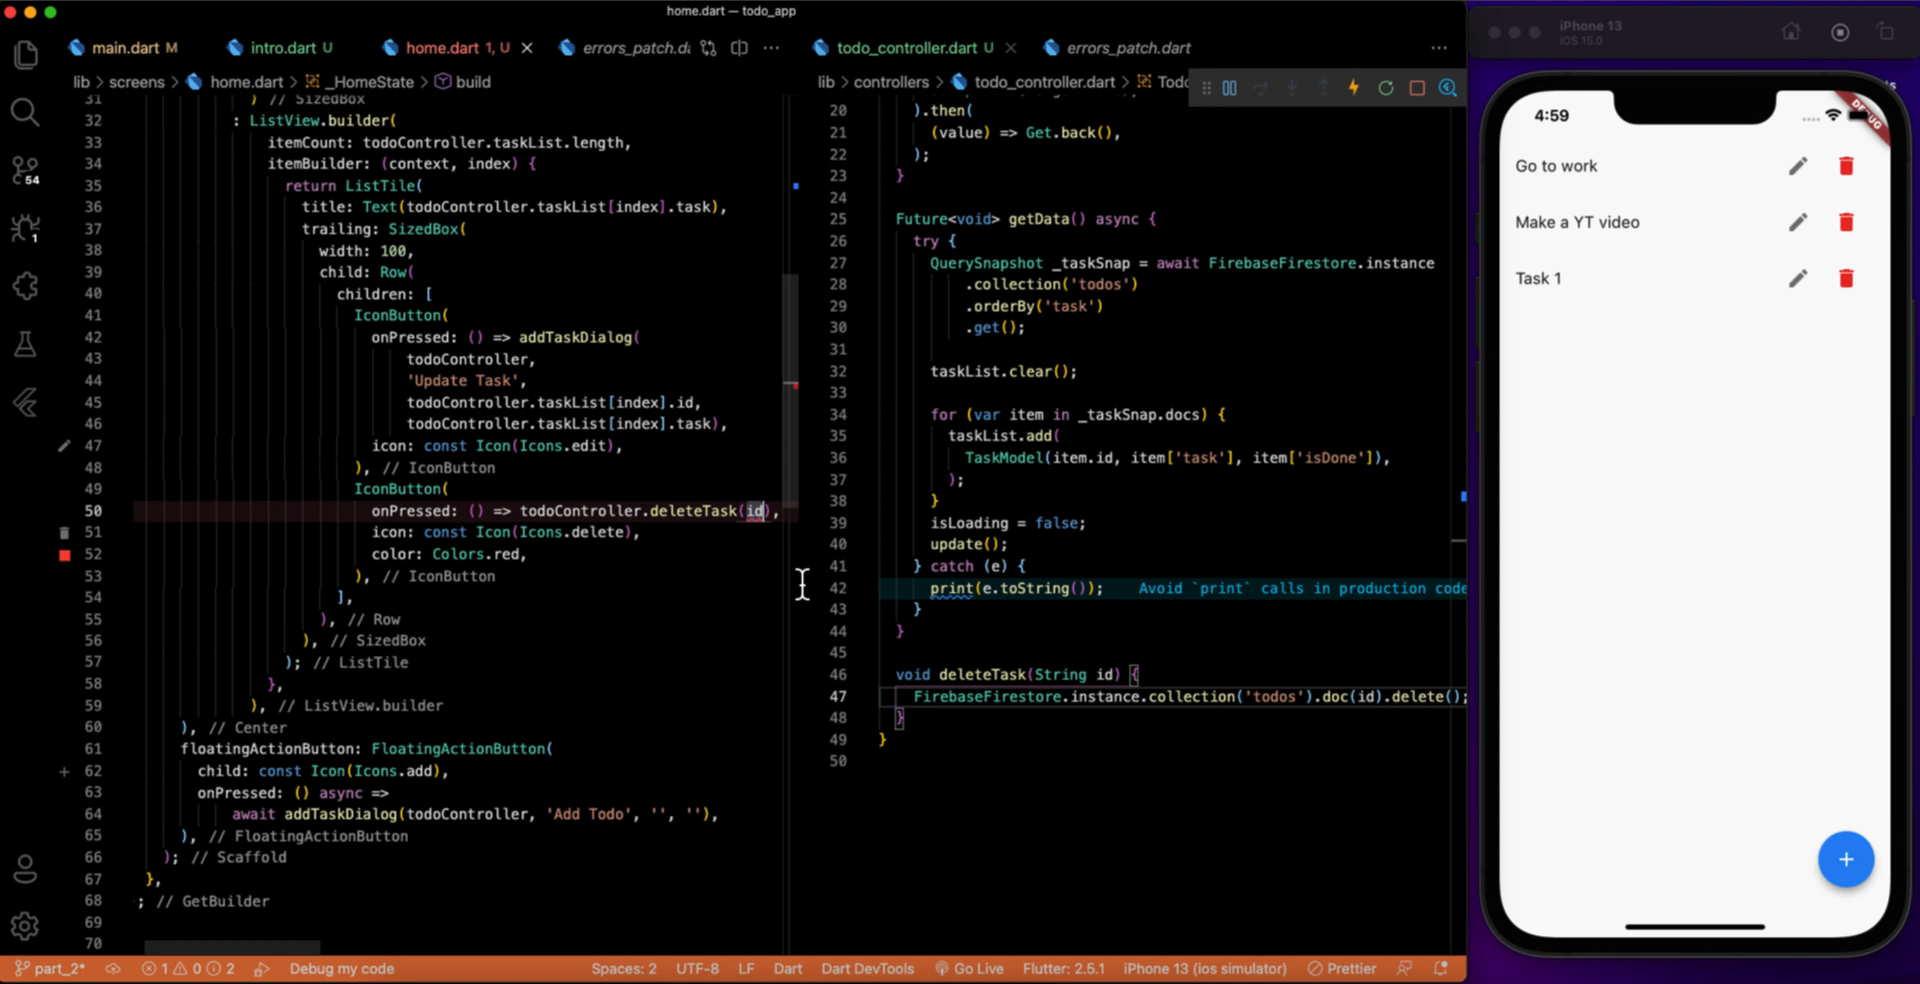 home.dart — todo_app
main.dart M
intro.dart U
home.dart 1, U
errors_patch.da
lib > screens > home.dart > _HomeState > build
31 ) // SizedBox
32 : ListView.builder(
33 itemCount: todoController.taskList.length,
34 itemBuilder: (context, index) {
35 return ListTile(
36 title: Text(todoController.taskList[index].task),
37 trailing: SizedBox(
38 width: 100,
39 child: Row(
40 children: [
41 IconButton(
42 onPressed: () => addTaskDialog(
43 todoController,
44 'Update Task',
45 todoController.taskList[index].id,
46 todoController.taskList[index].task),
47 icon: const Icon(Icons.edit),
48 ), // IconButton
49 IconButton(
50 onPressed: () => todoController.deleteTask(id),
51 icon: const Icon(Icons.delete),
52 color: Colors.red,
53 ), // IconButton
54 ],
55 ), // Row
56 ), // SizedBox
57 ); // ListTile
58 },
59 ), // ListView.builder
60 ), // Center
61 floatingActionButton: FloatingActionButton(
62 child: const Icon(Icons.add),
63 onPressed: () async =>
64 await addTaskDialog(todoController, 'Add Todo', '', ''),
65 ), // FloatingActionButton
66 ); // Scaffold
67 },
68 ; // GetBuilder
69
70
todo_controller.dart U
errors_patch.dart
lib > controllers > todo_controller.dart > Todo
20 ).then(
21 (value) => Get.back(),
22 );
23 }
24
25 Future<void> getData() async {
26 try {
27 QuerySnapshot _taskSnap = await FirebaseFirestore.instance
28 .collection('todos')
29 .orderBy('task')
30 .get();
31
32 taskList.clear();
33
34 for (var item in _taskSnap.docs) {
35 taskList.add(
36 TaskModel(item.id, item['task'], item['isDone']),
37 );
38 }
39 isLoading = false;
40 update();
41 } catch (e) {
42 print(e.toString()); Avoid `print` calls in production code
43 }
44 }
45
46 void deleteTask(String id) {
47 FirebaseFirestore.instance.collection('todos').doc(id).delete();
48 }
49 }
50
54
1
part_2* 1 0 2 Debug my code Spaces: 2 UTF-8 LF Dart Dart DevTools Go Live Flutter: 2.5.1 iPhone 13 (ios simulator) Prettier
iPhone 13
iOS 15.0
4:59
DEBUG
Go to work
Make a YT video
Task 1